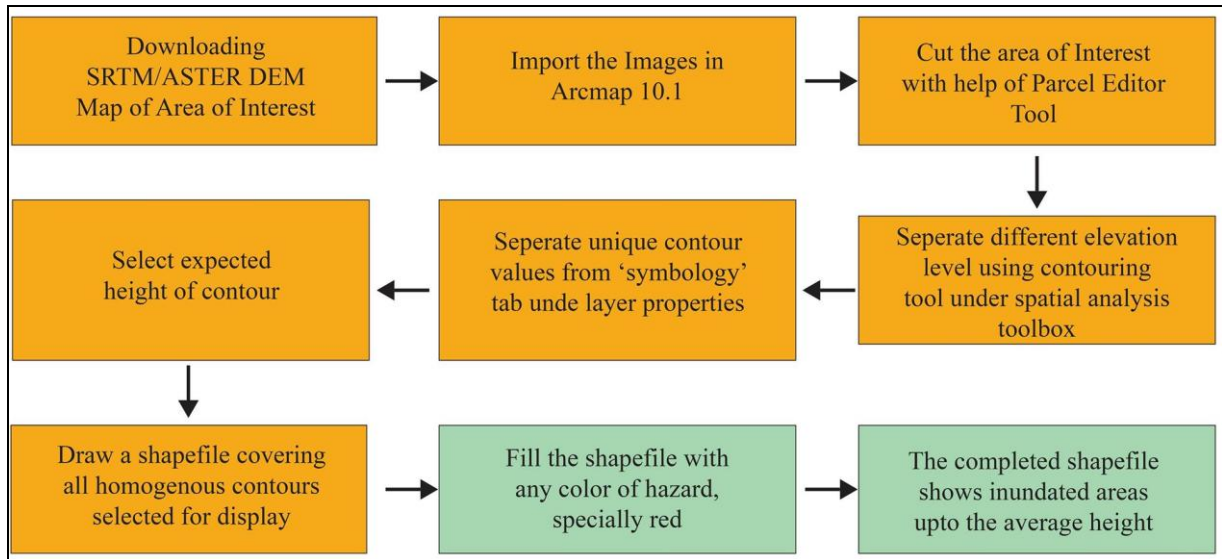 Downloading
SRTM/ASTER DEM
Map of Area of Interest
Import the Images in
Arcmap 10.1
Cut the area of Interest
with help of Parcel Editor
Tool
Seperate different elevation
level using contouring
tool under spatial analysis
toolbox
Seperate unique contour
values from ‘symbology’
tab unde layer properties
Select expected
height of contour
Draw a shapefile covering
all homogenous contours
selected for display
Fill the shapefile with
any color of hazard,
specially red
The completed shapefile
shows inundated areas
upto the average height